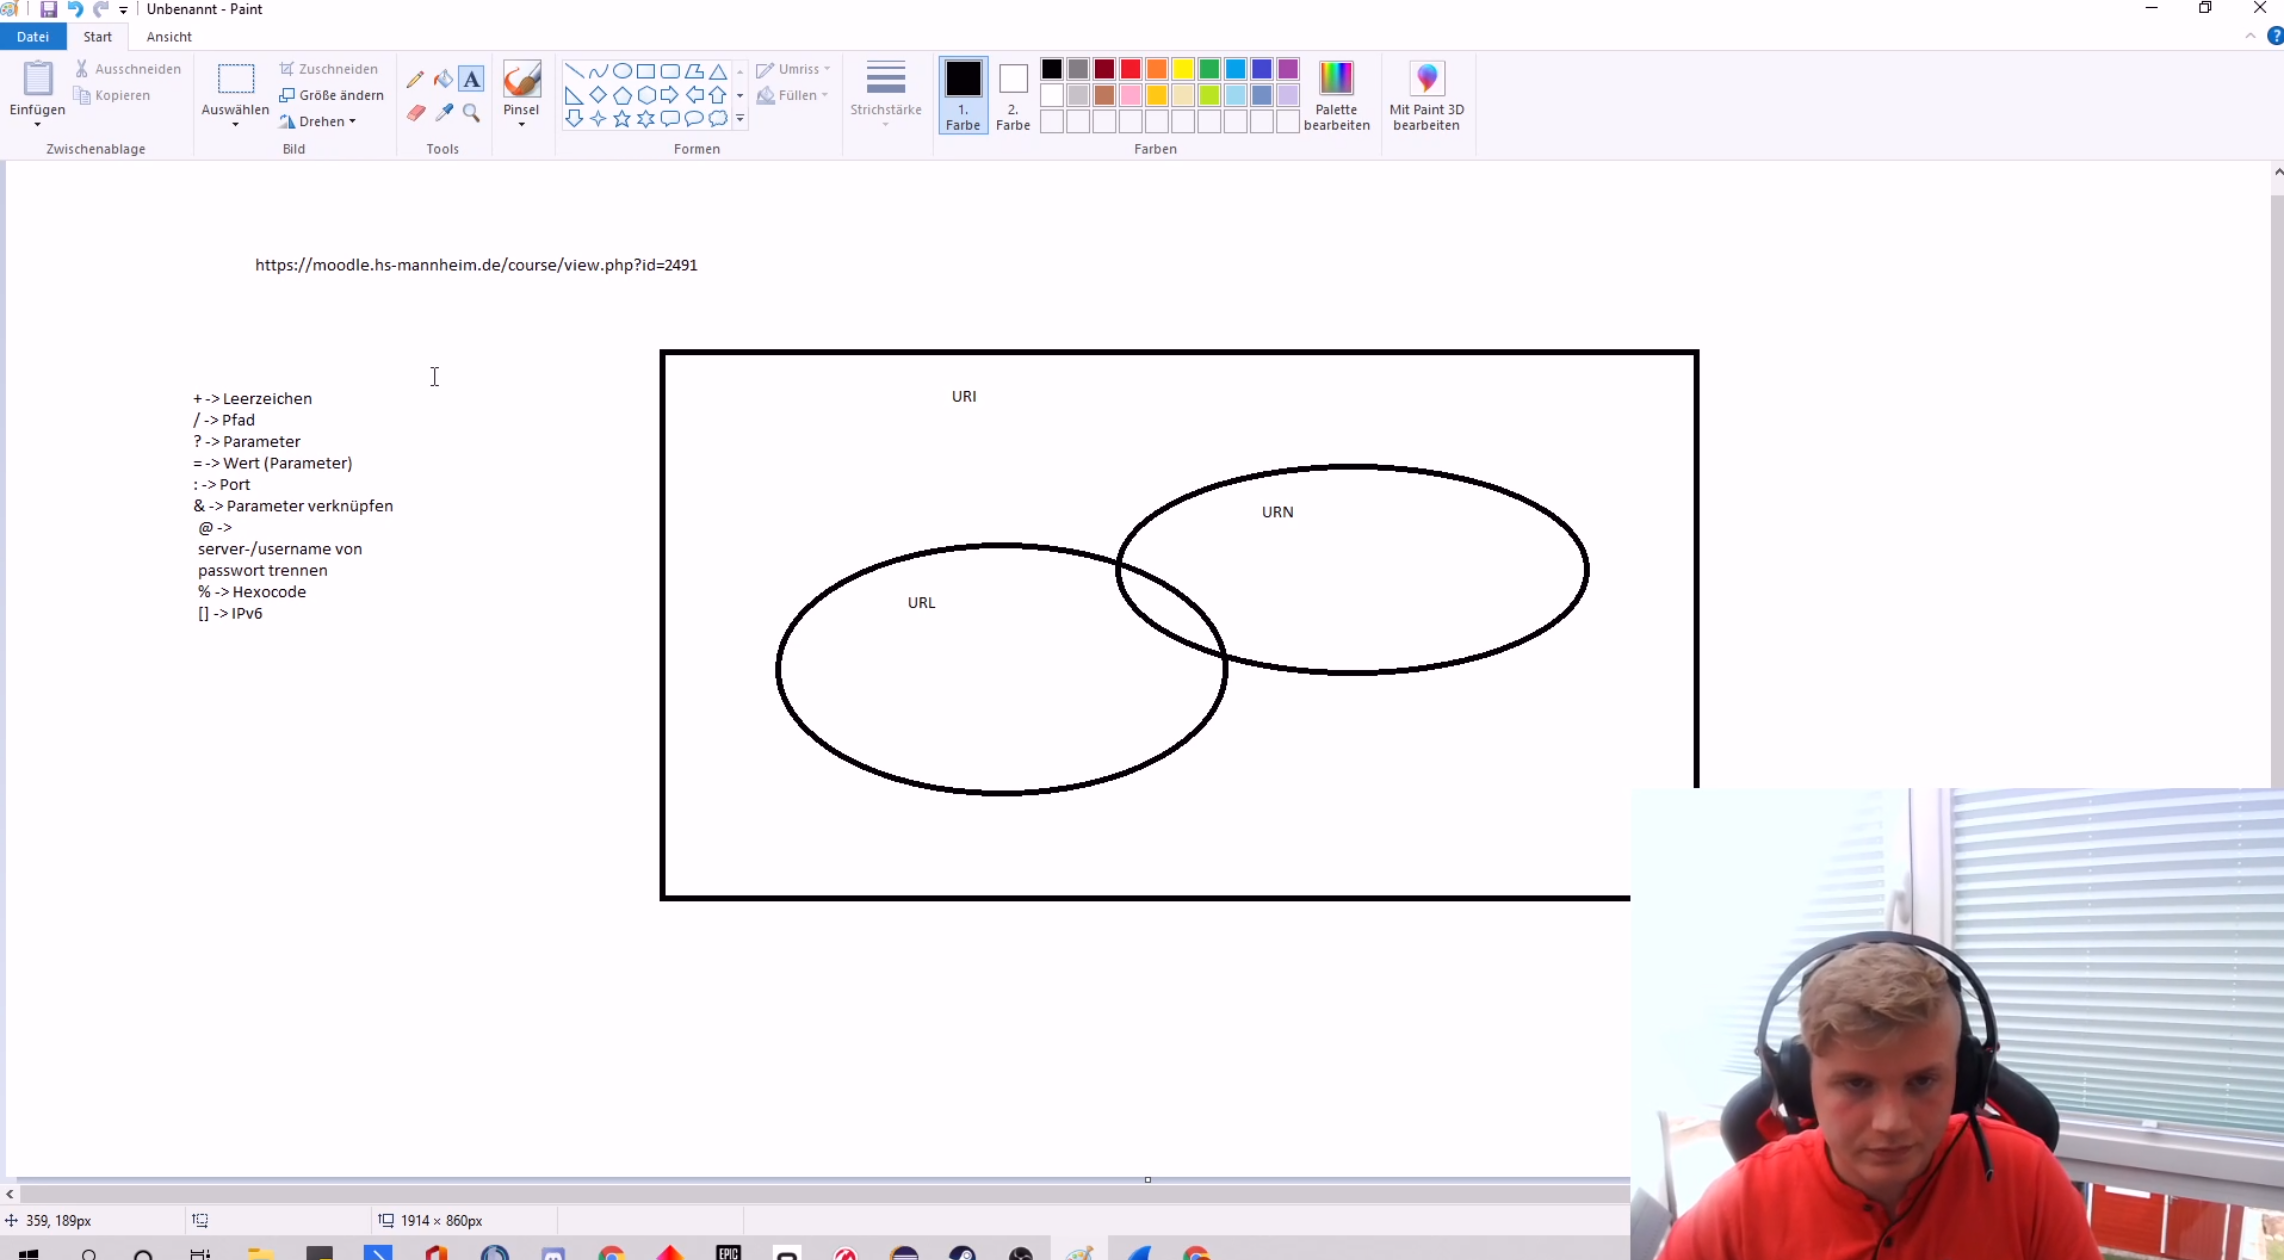 Unbenannt - Paint
Datei Start Ansicht
Einfügen
Ausschneiden
Kopieren
Zwischenablage
Auswählen
Zuschneiden
Größe ändern
Drehen
Bild
A
Tools
Pinsel
Formen
Umriss
Füllen
Strichstärke
1. Farbe
2. Farbe
Palette bearbeiten
Farben
Mit Paint 3D bearbeiten
https://moodle.hs-mannheim.de/course/view.php?id=2491
+ -> Leerzeichen
/ -> Pfad
? -> Parameter
= -> Wert (Parameter)
: -> Port
& -> Parameter verknüpfen
@ ->
server-/username von
passwort trennen
% -> Hexocode
[] -> IPv6
URI
URN
URL
359, 189px
1914 × 860px
EPIC